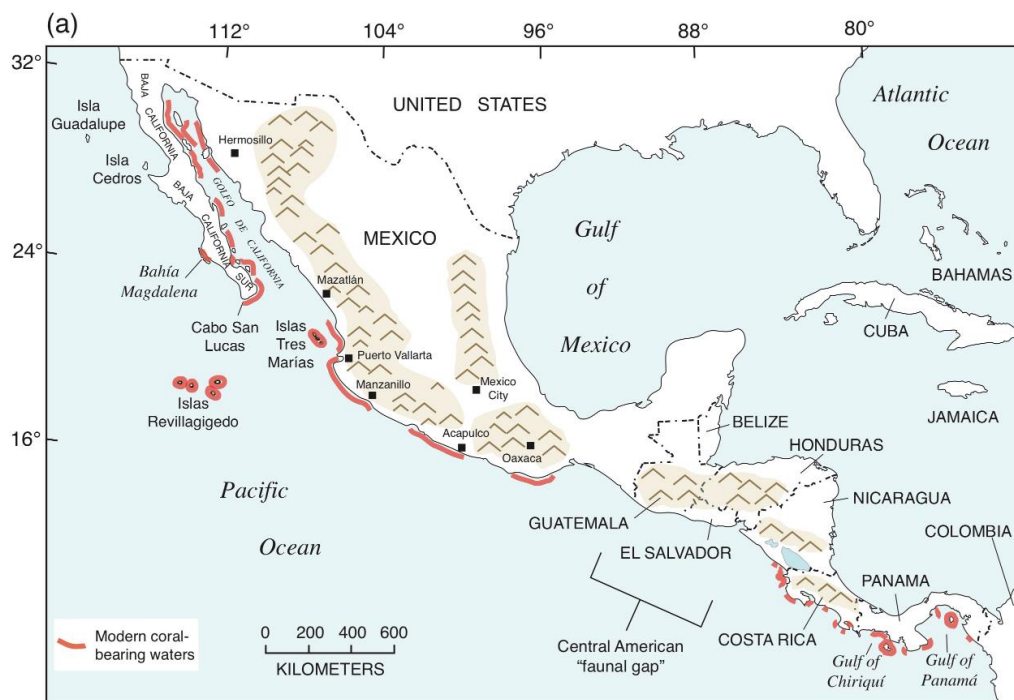 (a)
112°
104°
96°
88°
80°
32°
24°
16°
UNITED STATES
Atlantic
Ocean
Isla
Guadalupe
Isla
Cedros
BAJA
CALIFORNIA
BAJA
CALIFORNIA
SUR
GOLFO
DE CALIFORNIA
Hermosillo
MEXICO
Gulf
of
Mexico
Bahía
Magdalena
Mazatlán
BAHAMAS
Cabo San
Lucas
Islas
Tres
Marías
CUBA
Puerto Vallarta
Manzanillo
Mexico
City
Islas
Revillagigedo
JAMAICA
Acapulco
Oaxaca
BELIZE
HONDURAS
Pacific
Ocean
NICARAGUA
GUATEMALA
EL SALVADOR
COLOMBIA
PANAMA
COSTA RICA
Central American
“faunal gap”
Gulf of
Chiriquí
Gulf of
Panamá
Modern coral-
bearing waters
0 200 400 600
KILOMETERS